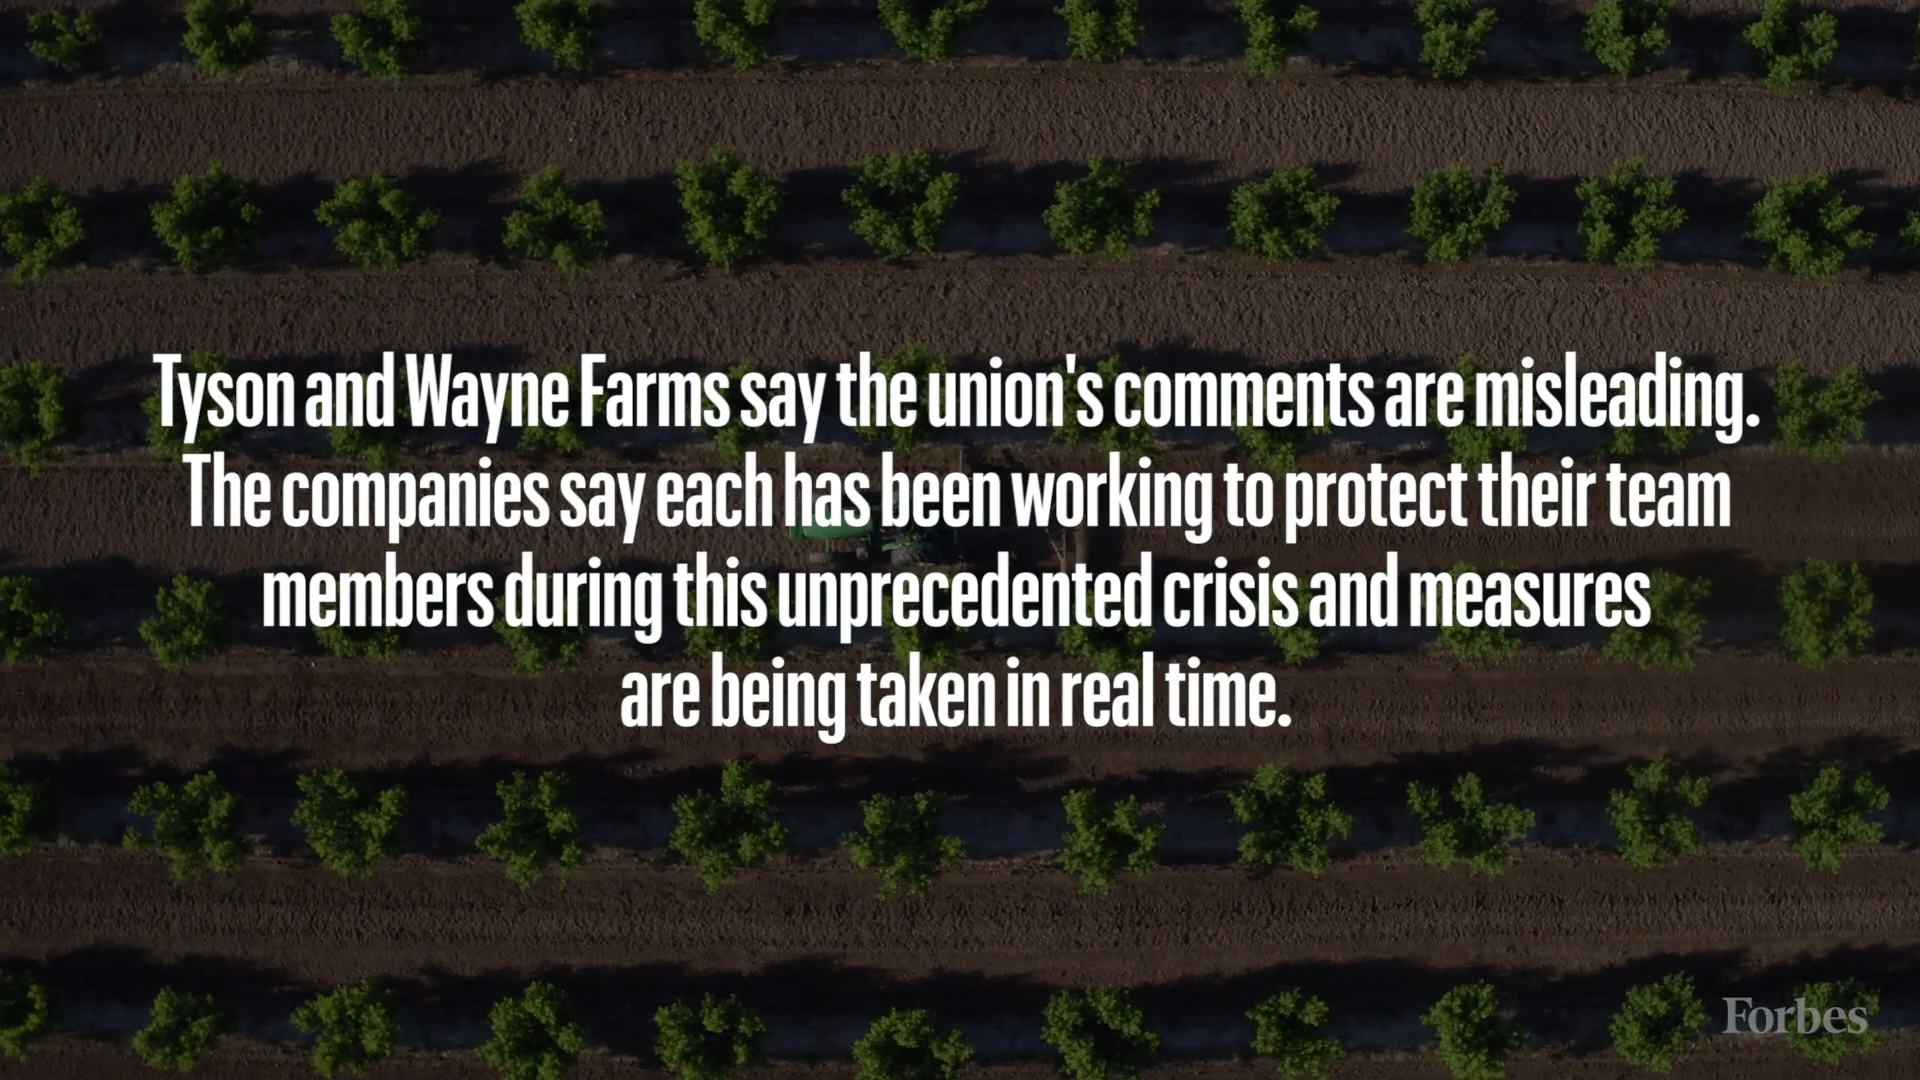 Tyson and Wayne Farms say the union's comments are misleading.
The companies say each has been working to protect their team
members during this unprecedented crisis and measures
are being taken in real time.
Forbes